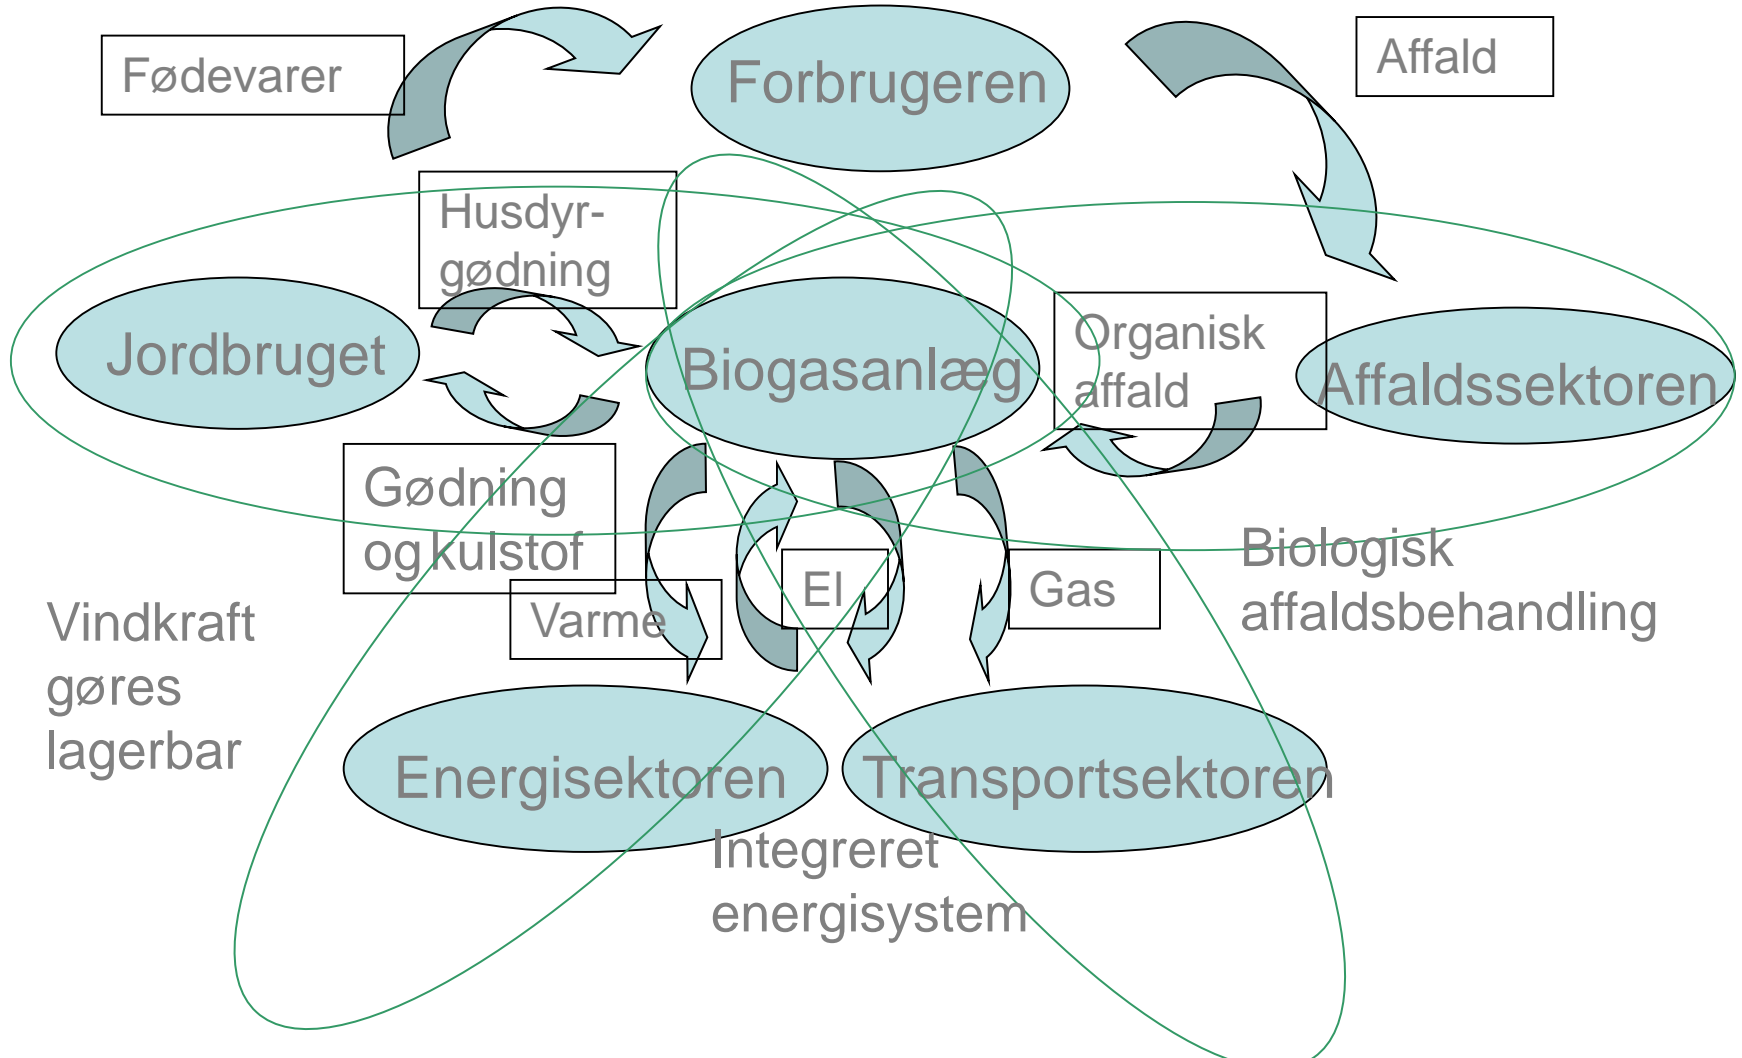 Fødevarer
Forbrugeren
Affald
Husdyr-
gødning
Jordbruget
Biogasanlæg
Organisk
affald
Affaldssektoren
Gødning
og kulstof
Varme
El
Gas
Biologisk
affaldsbehandling
Vindkraft
gøres
lagerbar
Energisektoren
Transportsektoren
Integreret
energisystem